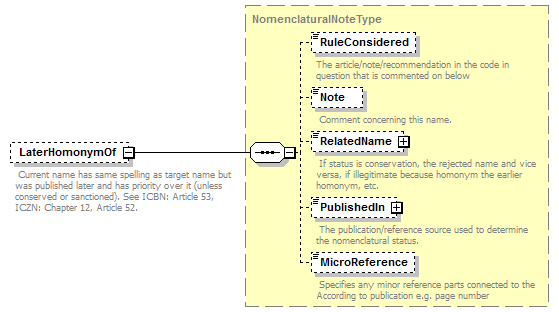 NomenclaturalNoteType
RuleConsidered
The article/note/recommendation in the code in
question that is commented on below
Note
Comment concerning this name.
LaterHomonymOf
Current name has same spelling as target name but
was published later and has priority over it (unless
conserved or sanctioned). See ICBN: Article 53,
ICZN: Chapter 12, Article 52.
RelatedName
If status is conservation, the rejected name and vice
versa, if illegitimate because homonym the earlier
homonym, etc.
PublishedIn
The publication/reference source used to determine
the nomenclatural status.
MicroReference
Specifies any minor reference parts connected to the
According to publication e.g. page number